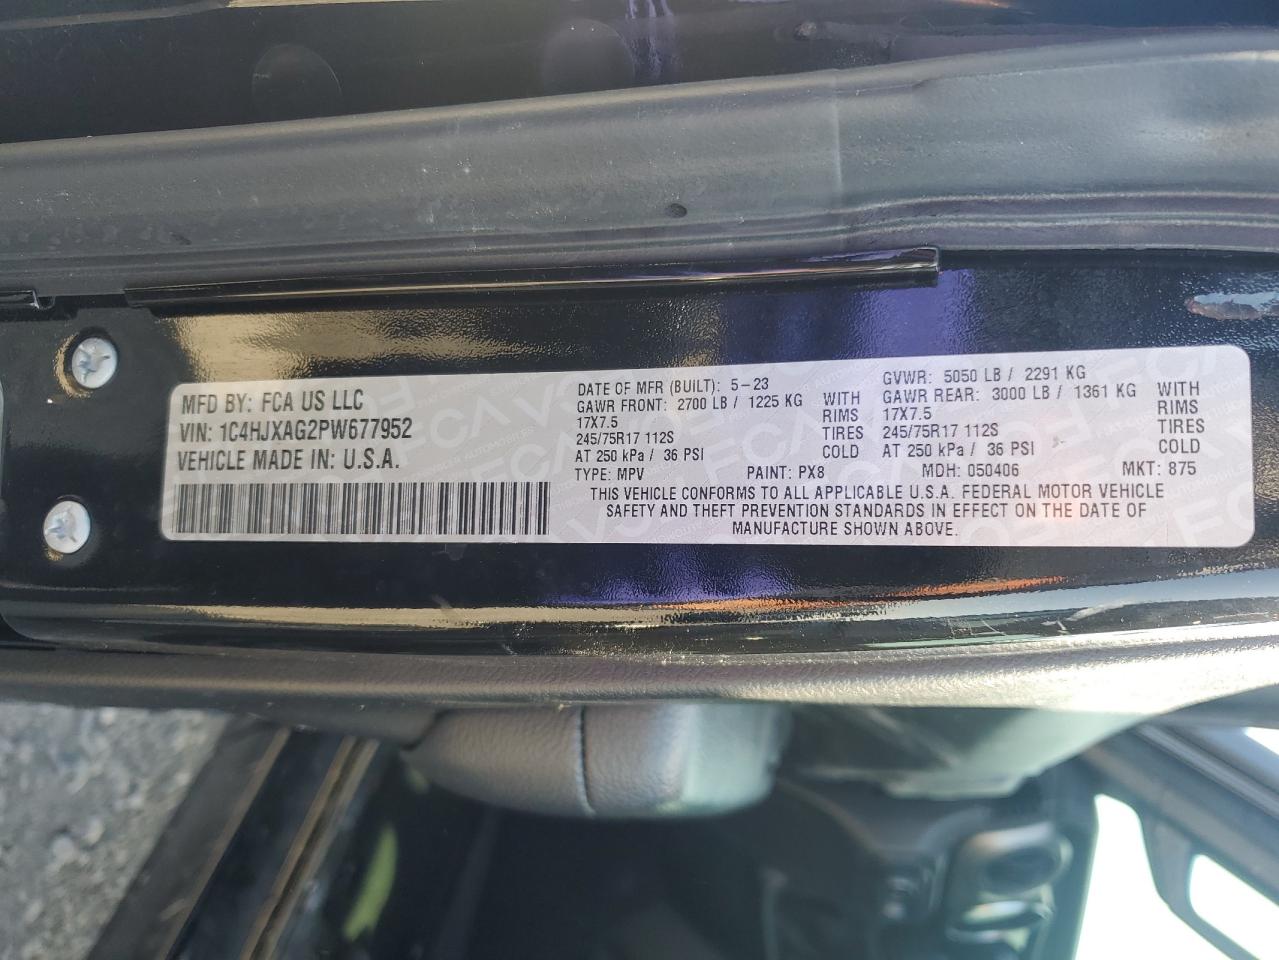 MFD BY: FCA US LLC
VIN: 1C4HJXAG2PW677952
VEHICLE MADE IN: U.S.A.
DATE OF MFR (BUILT): 5-23
GAWR FRONT: 2700 LB / 1225 KG WITH
17X7.5 RIMS
245/75R17 112S TIRES
AT 250 kPa / 36 PSI COLD
GVWR: 5050 LB / 2291 KG
GAWR REAR: 3000 LB / 1361 KG WITH
17X7.5 RIMS
245/75R17 112S TIRES
AT 250 kPa / 36 PSI COLD
TYPE: MPV PAINT: PX8 MDH: 050406 MKT: 875
THIS VEHICLE CONFORMS TO ALL APPLICABLE U.S.A. FEDERAL MOTOR VEHICLE
SAFETY AND THEFT PREVENTION STANDARDS IN EFFECT ON THE DATE OF
MANUFACTURE SHOWN ABOVE.